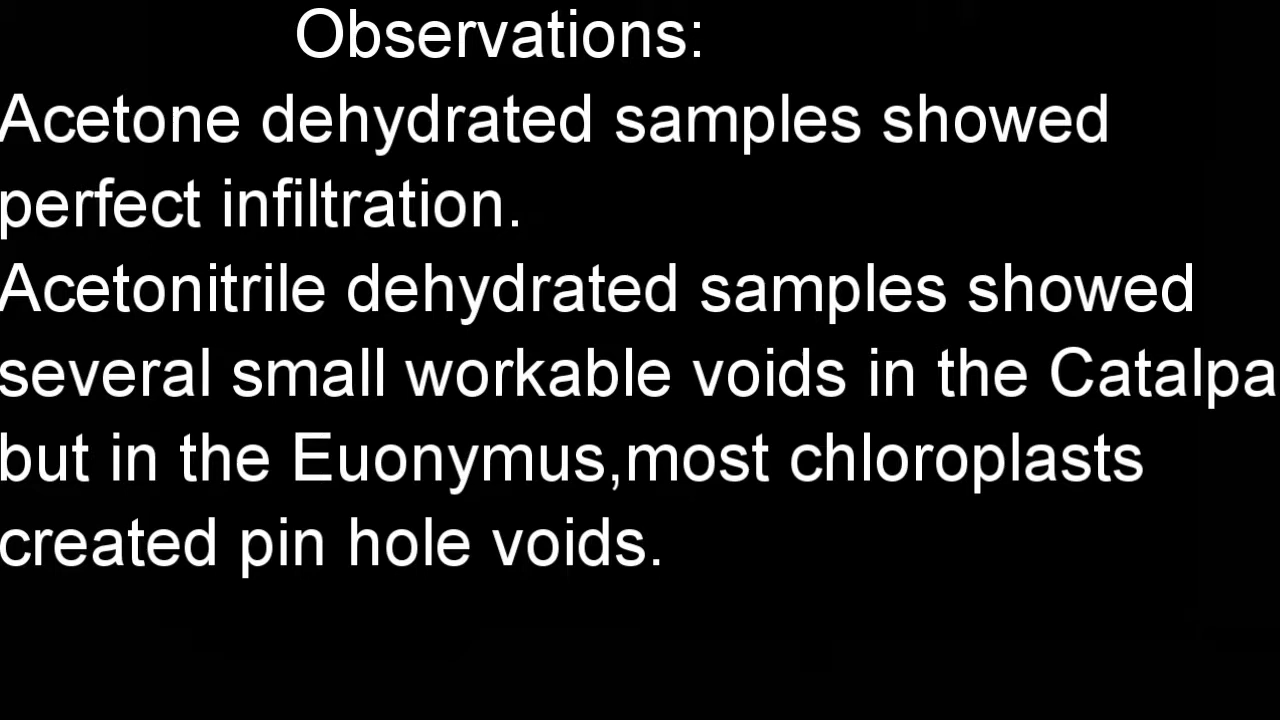 Observations:
Acetone dehydrated samples showed
perfect infiltration.
Acetonitrile dehydrated samples showed
several small workable voids in the Catalpa
but in the Euonymus,most chloroplasts
created pin hole voids.